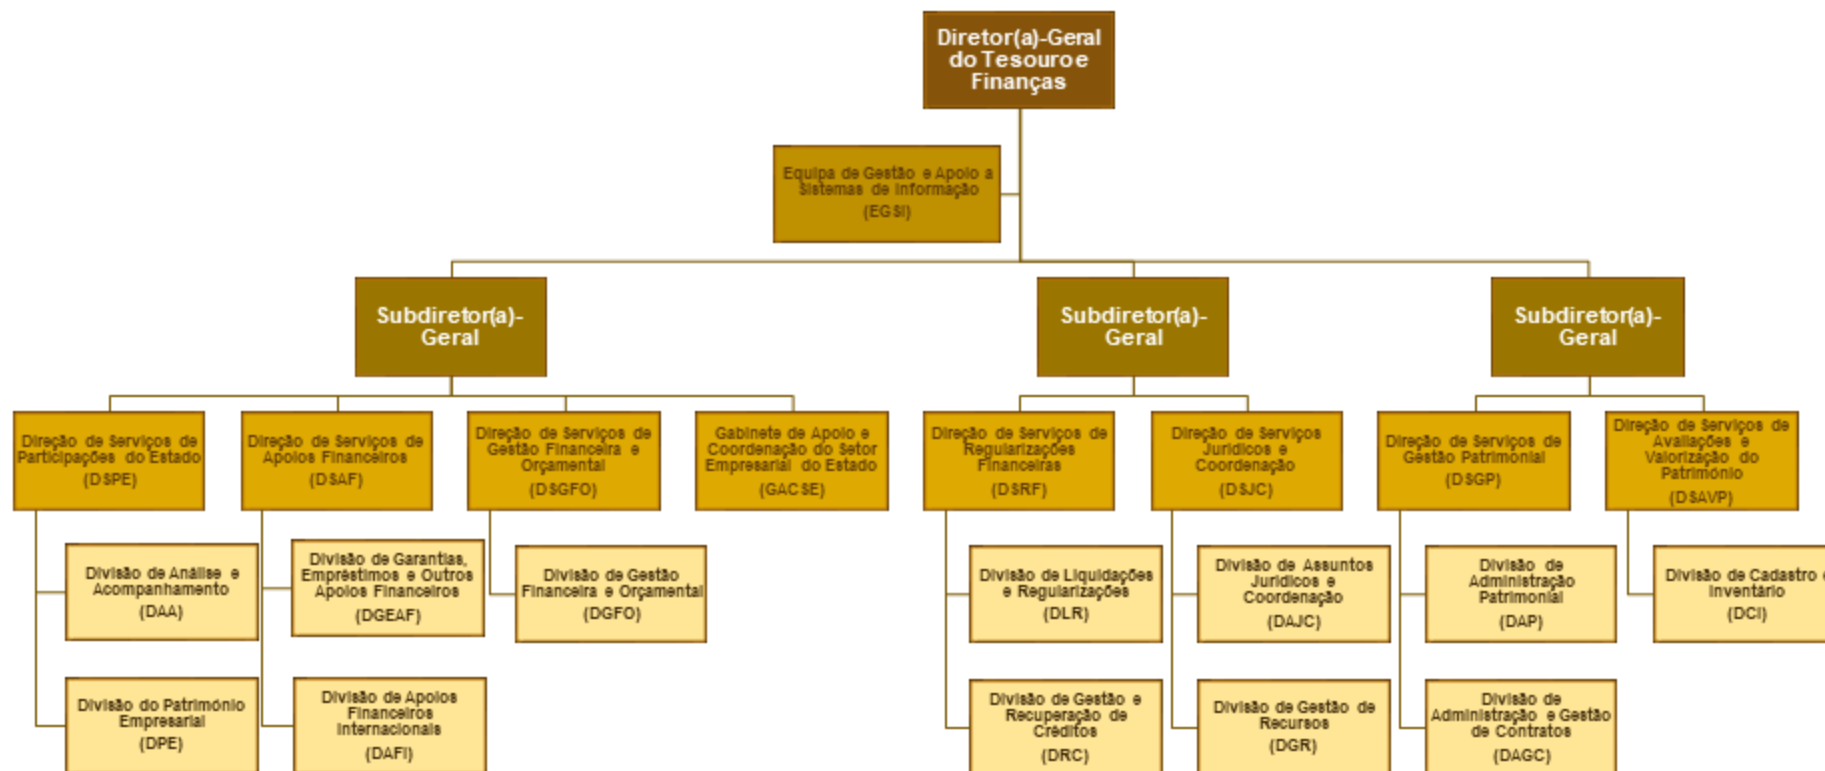 Diretor(a)-Geral
do Tesouro e
Finanças
Equipa de Gestão e Apoio a
Sistemas de Informação
(EGSI)
Subdiretor(a)-
Geral
Subdiretor(a)-
Geral
Subdiretor(a)-
Geral
Direção de Serviços de
Participações do Estado
(DSPE)
Direção de Serviços de
Apoios Financeiros
(DSAF)
Direção de Serviços de
Gestão Financeira e
Orçamental
(DSGFO)
Gabinete de Apoio e
Coordenação do Setor
Empresarial do Estado
(GACSE)
Direção de Serviços de
Regularizações
Financeiras
(DSRF)
Direção de Serviços
Jurídicos e
Coordenação
(DSJC)
Direção de Serviços de
Gestão Patrimonial
(DSGP)
Direção de Serviços de
Avaliações e
Valorização do
Património
(DSAVP)
Divisão de Análise e
Acompanhamento
(DAA)
Divisão de Garantias,
Empréstimos e Outros
Apoios Financeiros
(DGEAF)
Divisão de Gestão
Financeira e Orçamental
(DGFO)
Divisão de Liquidações
e Regularizações
(DLR)
Divisão de Assuntos
Jurídicos e
Coordenação
(DAJC)
Divisão de
Administração
Patrimonial
(DAP)
Divisão de Cadastro e
Inventário
(DCI)
Divisão do Património
Empresarial
(DPE)
Divisão de Apoios
Financeiros
Internacionais
(DAFI)
Divisão de Gestão e
Recuperação de
Créditos
(DRC)
Divisão de Gestão de
Recursos
(DGR)
Divisão de
Administração e Gestão
de Contratos
(DAGC)